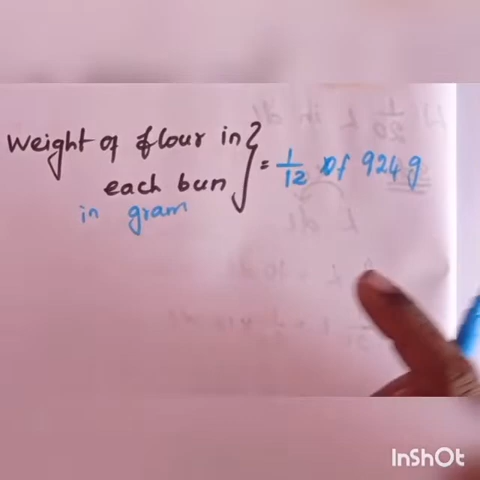 Weight of flour in } = 1/12 of 924 g
each bun
in gram
InShOt